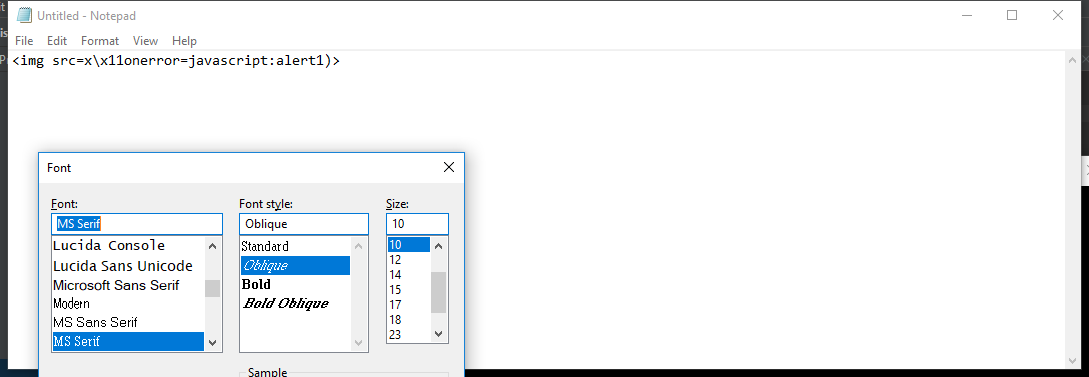 Untitled - Notepad
File Edit Format View Help
<img src=x\x11onerror=javascript:alert1)>
Font
Font: Font style: Size:
MS Serif Oblique 10
Lucida Console Standard 10
Lucida Sans Unicode Oblique 12
Microsoft Sans Serif Bold 14
Modern Bold Oblique 15
MS Sans Serif 17
MS Serif 18
23
Sample